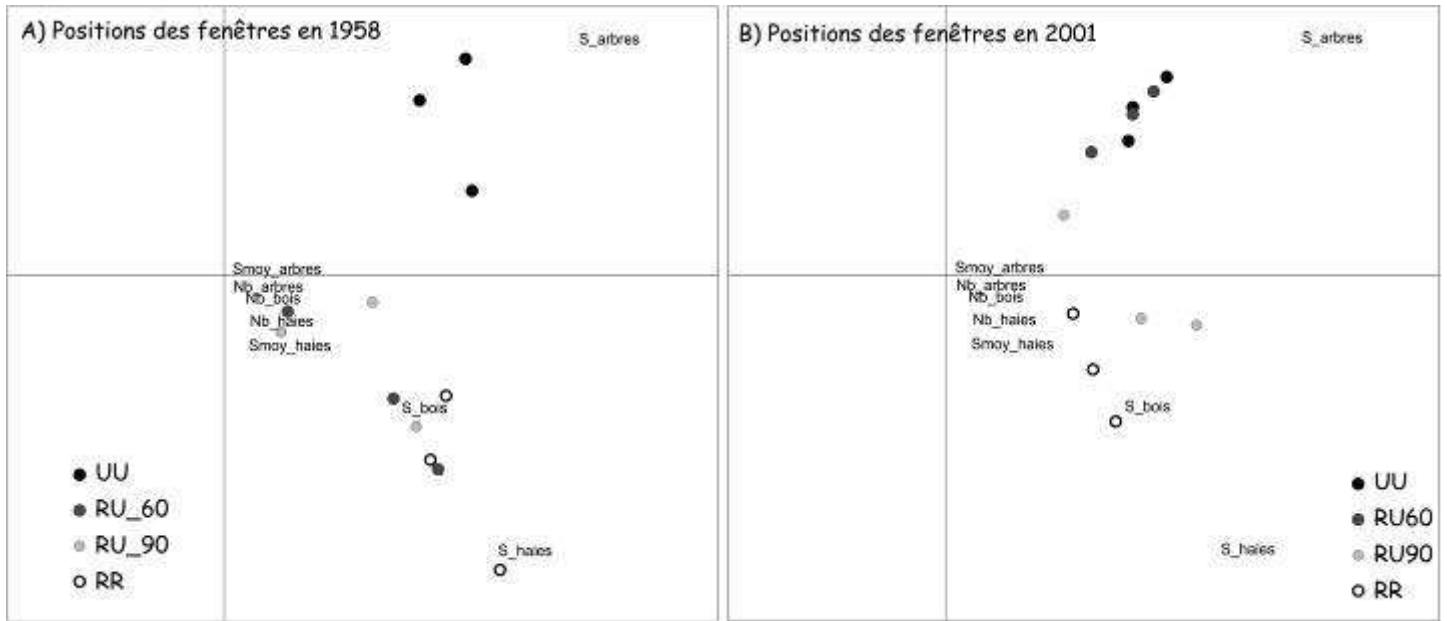 A) Positions des fenêtres en 1958
S_arbres
Smoy_arbres
Nb_arbres
Nb_bois
Nb_haies
Smoy_haies
S_bois
S_haies
UU
RU_60
RU_90
RR
B) Positions des fenêtres en 2001
S_arbres
Smoy_arbres
Nb_arbres
Nb_bois
Nb_haies
Smoy_haies
S_bois
S_haies
UU
RU60
RU90
RR